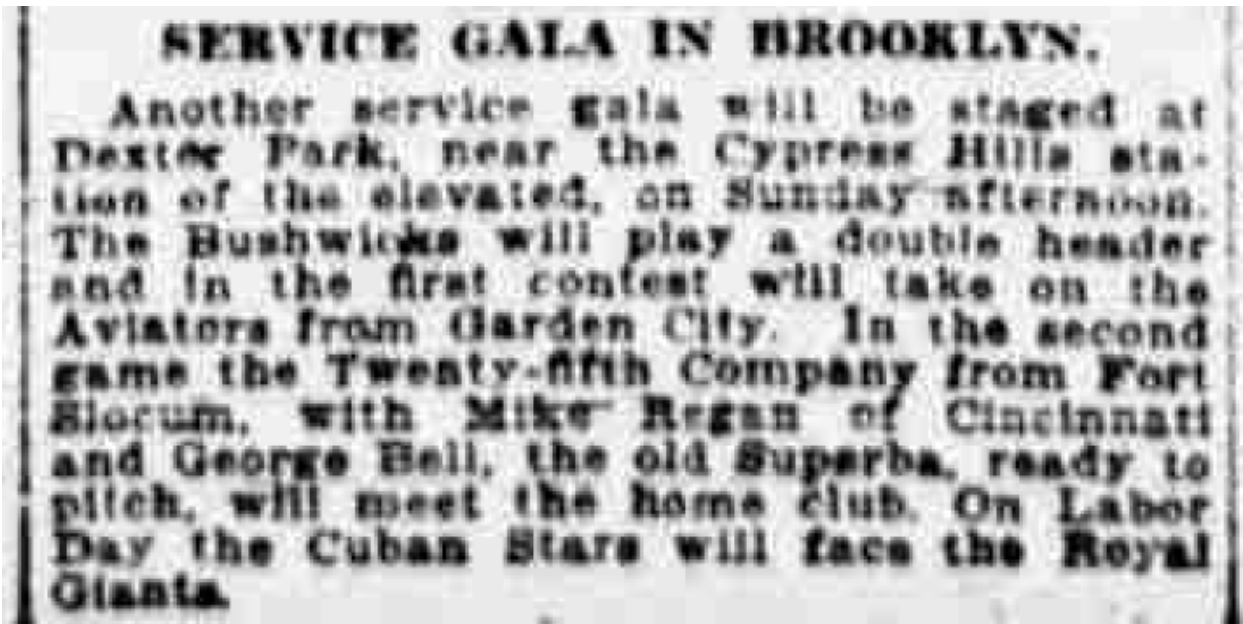 SERVICE GALA IN BROOKLYN.
Another service gala will be staged at
Dexter Park, near the Cypress Hills sta-
tion of the elevated, on Sunday afternoon.
The Bushwicks will play a double header
and in the first contest will take on the
Aviators from Garden City. In the second
game the Twenty-fifth Company from Fort
Slocum, with Mike Regan of Cincinnati
and George Bell, the old Superba, ready to
pitch, will meet the home club. On Labor
Day the Cuban Stars will face the Royal
Giants.